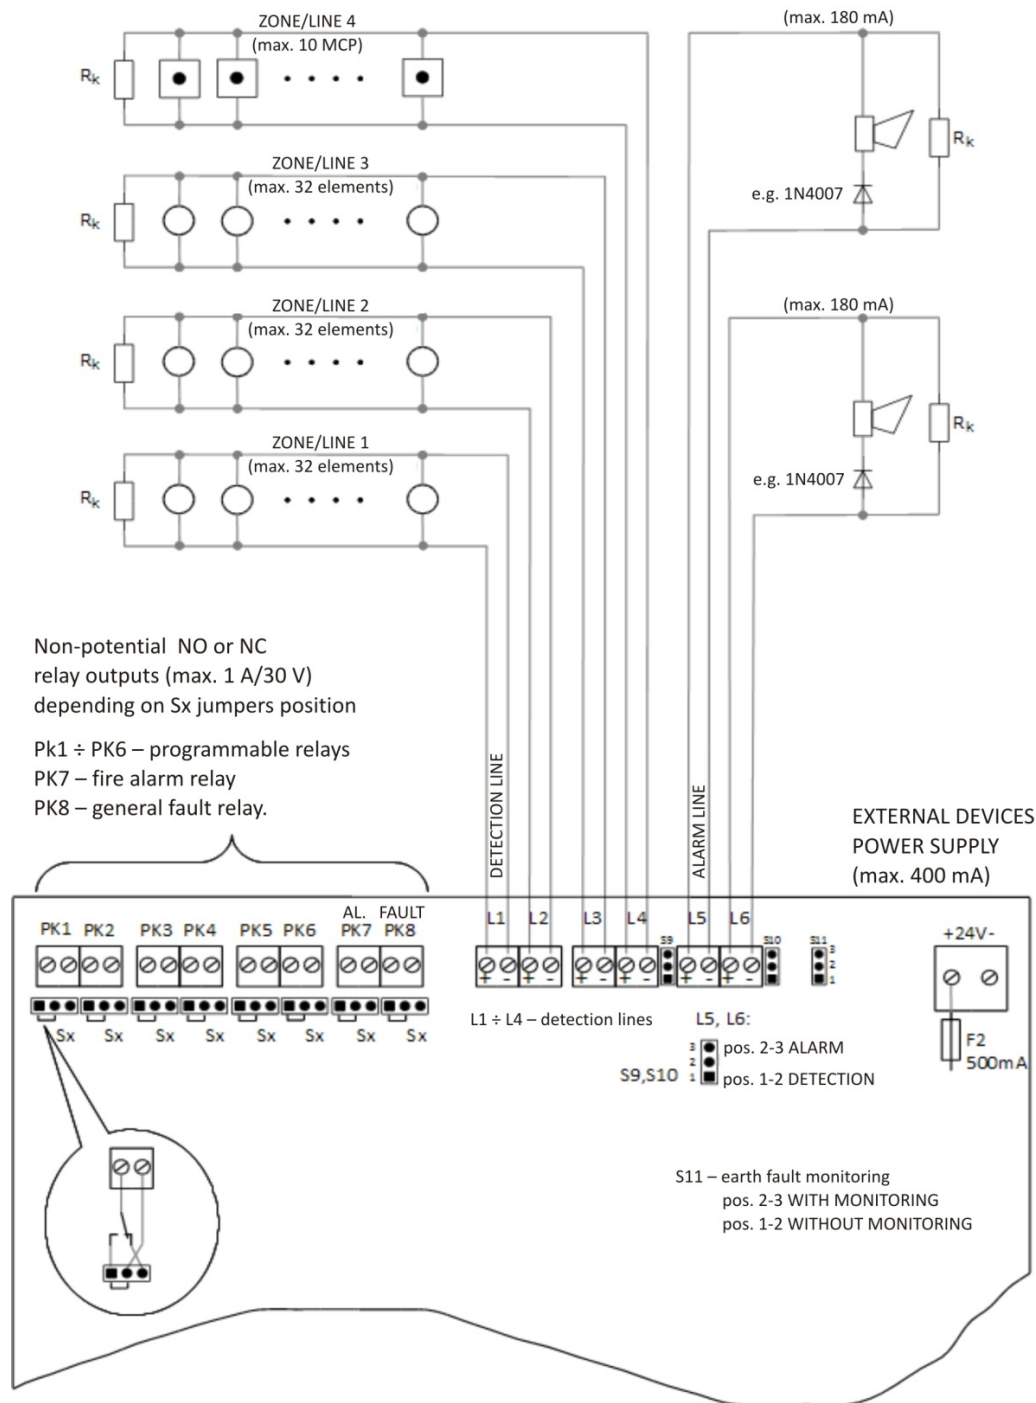 ZONE/LINE 4
(max. 10 MCP)
Rk
ZONE/LINE 3
(max. 32 elements)
Rk
ZONE/LINE 2
(max. 32 elements)
Rk
ZONE/LINE 1
(max. 32 elements)
Rk
(max. 180 mA)
Rk
e.g. 1N4007
(max. 180 mA)
Rk
e.g. 1N4007
Non-potential NO or NC
relay outputs (max. 1 A/30 V)
depending on Sx jumpers position
Pk1 ÷ PK6 – programmable relays
PK7 – fire alarm relay
PK8 – general fault relay.
DETECTION LINE
ALARM LINE
EXTERNAL DEVICES
POWER SUPPLY
(max. 400 mA)
AL. FAULT
PK1 PK2 PK3 PK4 PK5 PK6 PK7 PK8
L1 L2 L3 L4 L5 L6
S9 S10 S11
+ - + - + - + - + - + -
3
2
1
+24V-
Sx Sx Sx Sx Sx Sx Sx Sx
F2
500mA
L1 ÷ L4 – detection lines
L5, L6:
3 pos. 2-3 ALARM
2
S9,S10 1 pos. 1-2 DETECTION
S11 – earth fault monitoring
pos. 2-3 WITH MONITORING
pos. 1-2 WITHOUT MONITORING